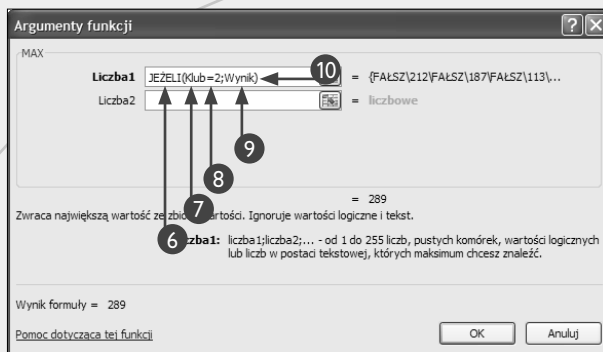 Argumenty funkcji
MAX
Liczba1 JEŻELI(Klub=2;Wynik) 10 = {FAŁSZ\212\FAŁSZ\187\FAŁSZ\113\...
Liczba2 = liczbowe
9
8
7
6
= 289
Zwraca największą wartość ze zbio artości. Ignoruje wartości logiczne i tekst.
zba1: liczba1;liczba2;... - od 1 do 255 liczb, pustych komórek, wartości logicznych
lub liczb w postaci tekstowej, których maksimum chcesz znaleźć.
Wynik formuły = 289
Pomoc dotycząca tej funkcji OK Anuluj